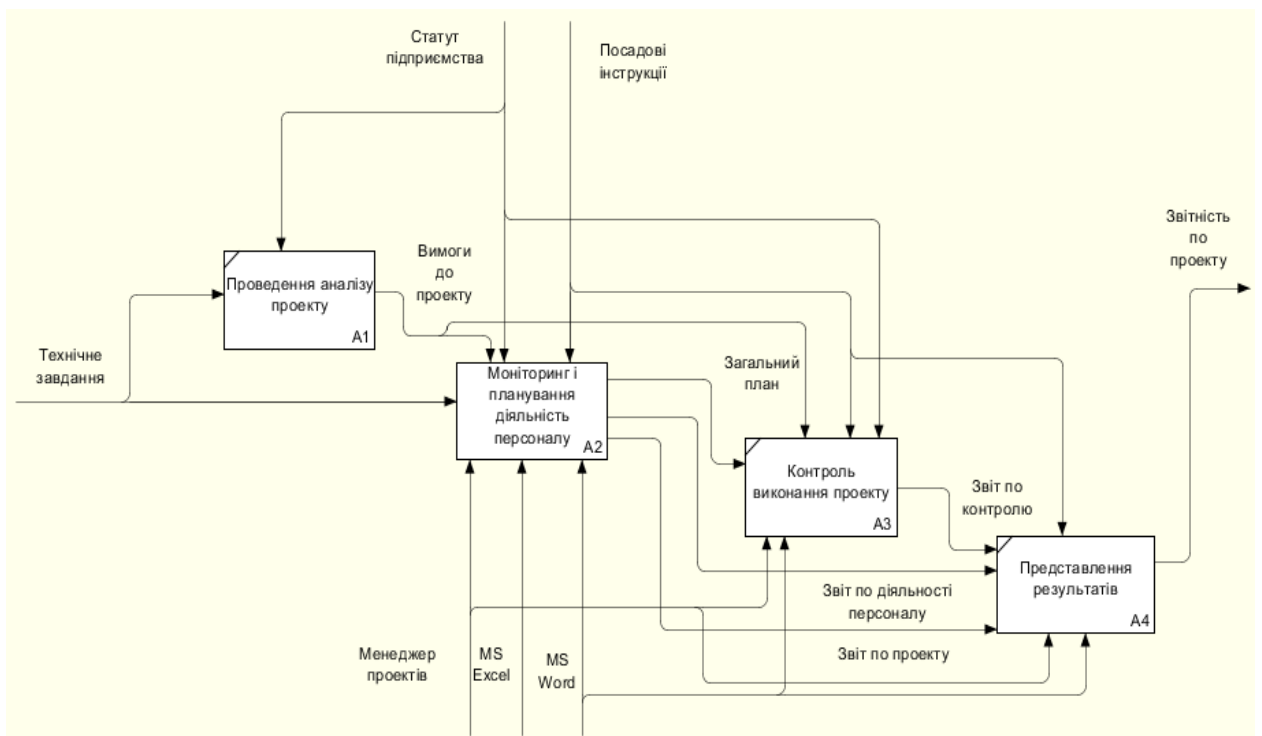 Статут
підприємства
Посадові
інструкції
Звітність
по
проекту
Вимоги
до
проекту
Проведення аналізу
проекту
A1
Технічне
завдання
Загальний
план
Моніторинг і
планування
діяльність
персоналу
A2
Контроль
виконання проекту
A3
Звіт по
контролю
Представлення
результатів
A4
Звіт по діяльності
персоналу
Звіт по проекту
Менеджер
проектів
MS
Excel
MS
Word